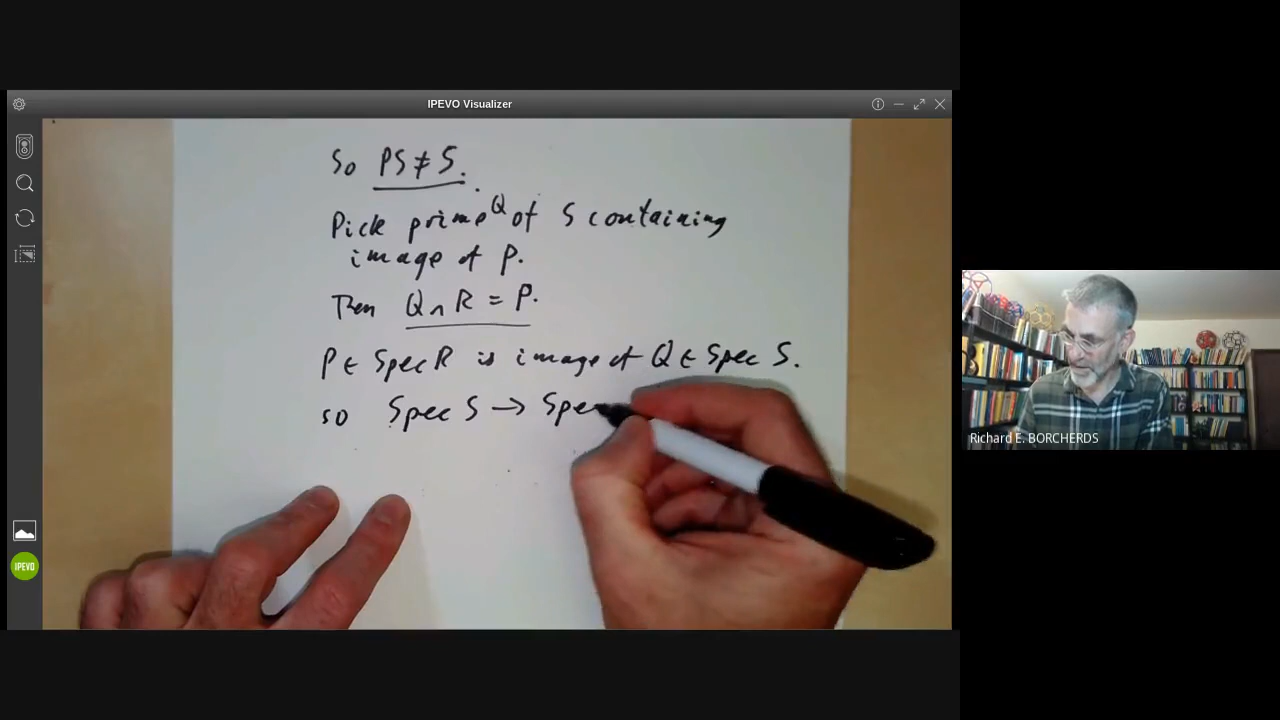 IPEVO Visualizer
So PS ≠ S.
Pick prime Q of S containing
image of P.
Then Q ∩ R = P.
P ∈ Spec R is image of Q ∈ Spec S.
so Spec S → Spe
Richard E. BORCHERDS
IPEVO